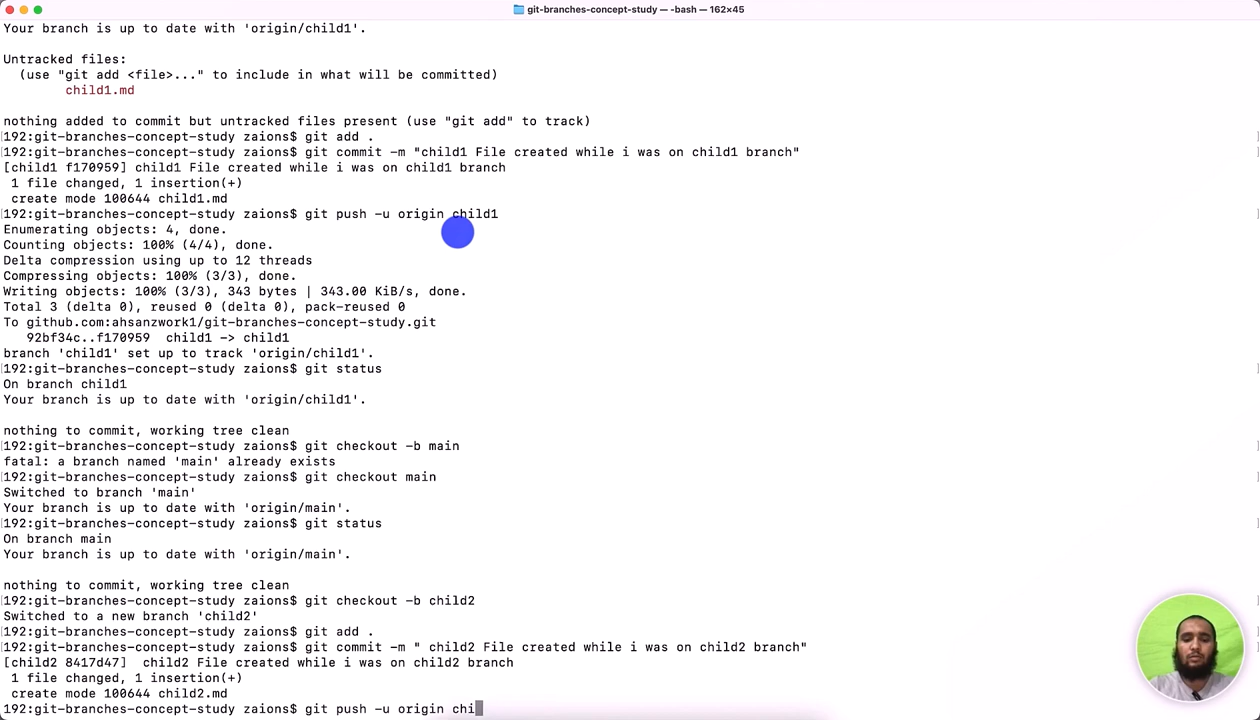 git-branches-concept-study — -bash — 162×45
Your branch is up to date with 'origin/child1'.
Untracked files:
(use "git add <file>..." to include in what will be committed)
child1.md
nothing added to commit but untracked files present (use "git add" to track)
[192:git-branches-concept-study zaions$ git add .
[192:git-branches-concept-study zaions$ git commit -m "child1 File created while i was on child1 branch"
[child1 f170959] child1 File created while i was on child1 branch
1 file changed, 1 insertion(+)
create mode 100644 child1.md
[192:git-branches-concept-study zaions$ git push -u origin child1
Enumerating objects: 4, done.
Counting objects: 100% (4/4), done.
Delta compression using up to 12 threads
Compressing objects: 100% (3/3), done.
Writing objects: 100% (3/3), 343 bytes | 343.00 KiB/s, done.
Total 3 (delta 0), reused 0 (delta 0), pack-reused 0
To github.com:ahsanzwork1/git-branches-concept-study.git
92bf34c..f170959  child1 -> child1
branch 'child1' set up to track 'origin/child1'.
[192:git-branches-concept-study zaions$ git status
On branch child1
Your branch is up to date with 'origin/child1'.
nothing to commit, working tree clean
[192:git-branches-concept-study zaions$ git checkout -b main
fatal: a branch named 'main' already exists
[192:git-branches-concept-study zaions$ git checkout main
Switched to branch 'main'
Your branch is up to date with 'origin/main'.
[192:git-branches-concept-study zaions$ git status
On branch main
Your branch is up to date with 'origin/main'.
nothing to commit, working tree clean
[192:git-branches-concept-study zaions$ git checkout -b child2
Switched to a new branch 'child2'
[192:git-branches-concept-study zaions$ git add .
[192:git-branches-concept-study zaions$ git commit -m " child2 File created while i was on child2 branch"
[child2 8417d47]  child2 File created while i was on child2 branch
1 file changed, 1 insertion(+)
create mode 100644 child2.md
192:git-branches-concept-study zaions$ git push -u origin chi